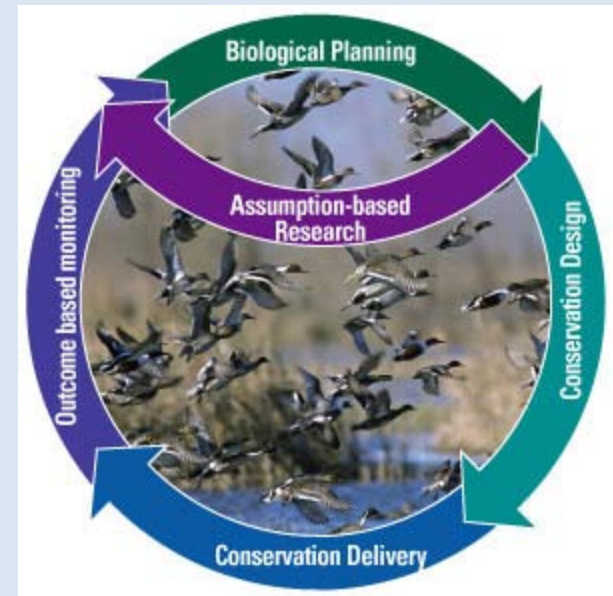 Biological Planning
Assumption-based
Research
Conservation Design
Conservation Delivery
Outcome based monitoring